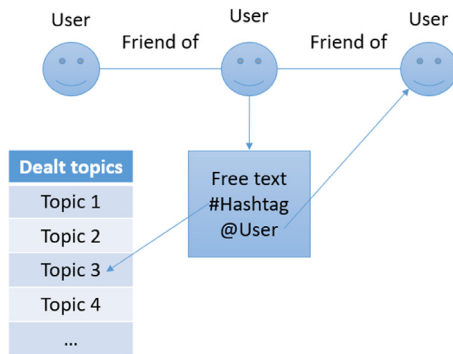 User
User
User
Friend of
Friend of
Dealt topics
Topic 1
Topic 2
Topic 3
Topic 4
...
Free text
#Hashtag
@User